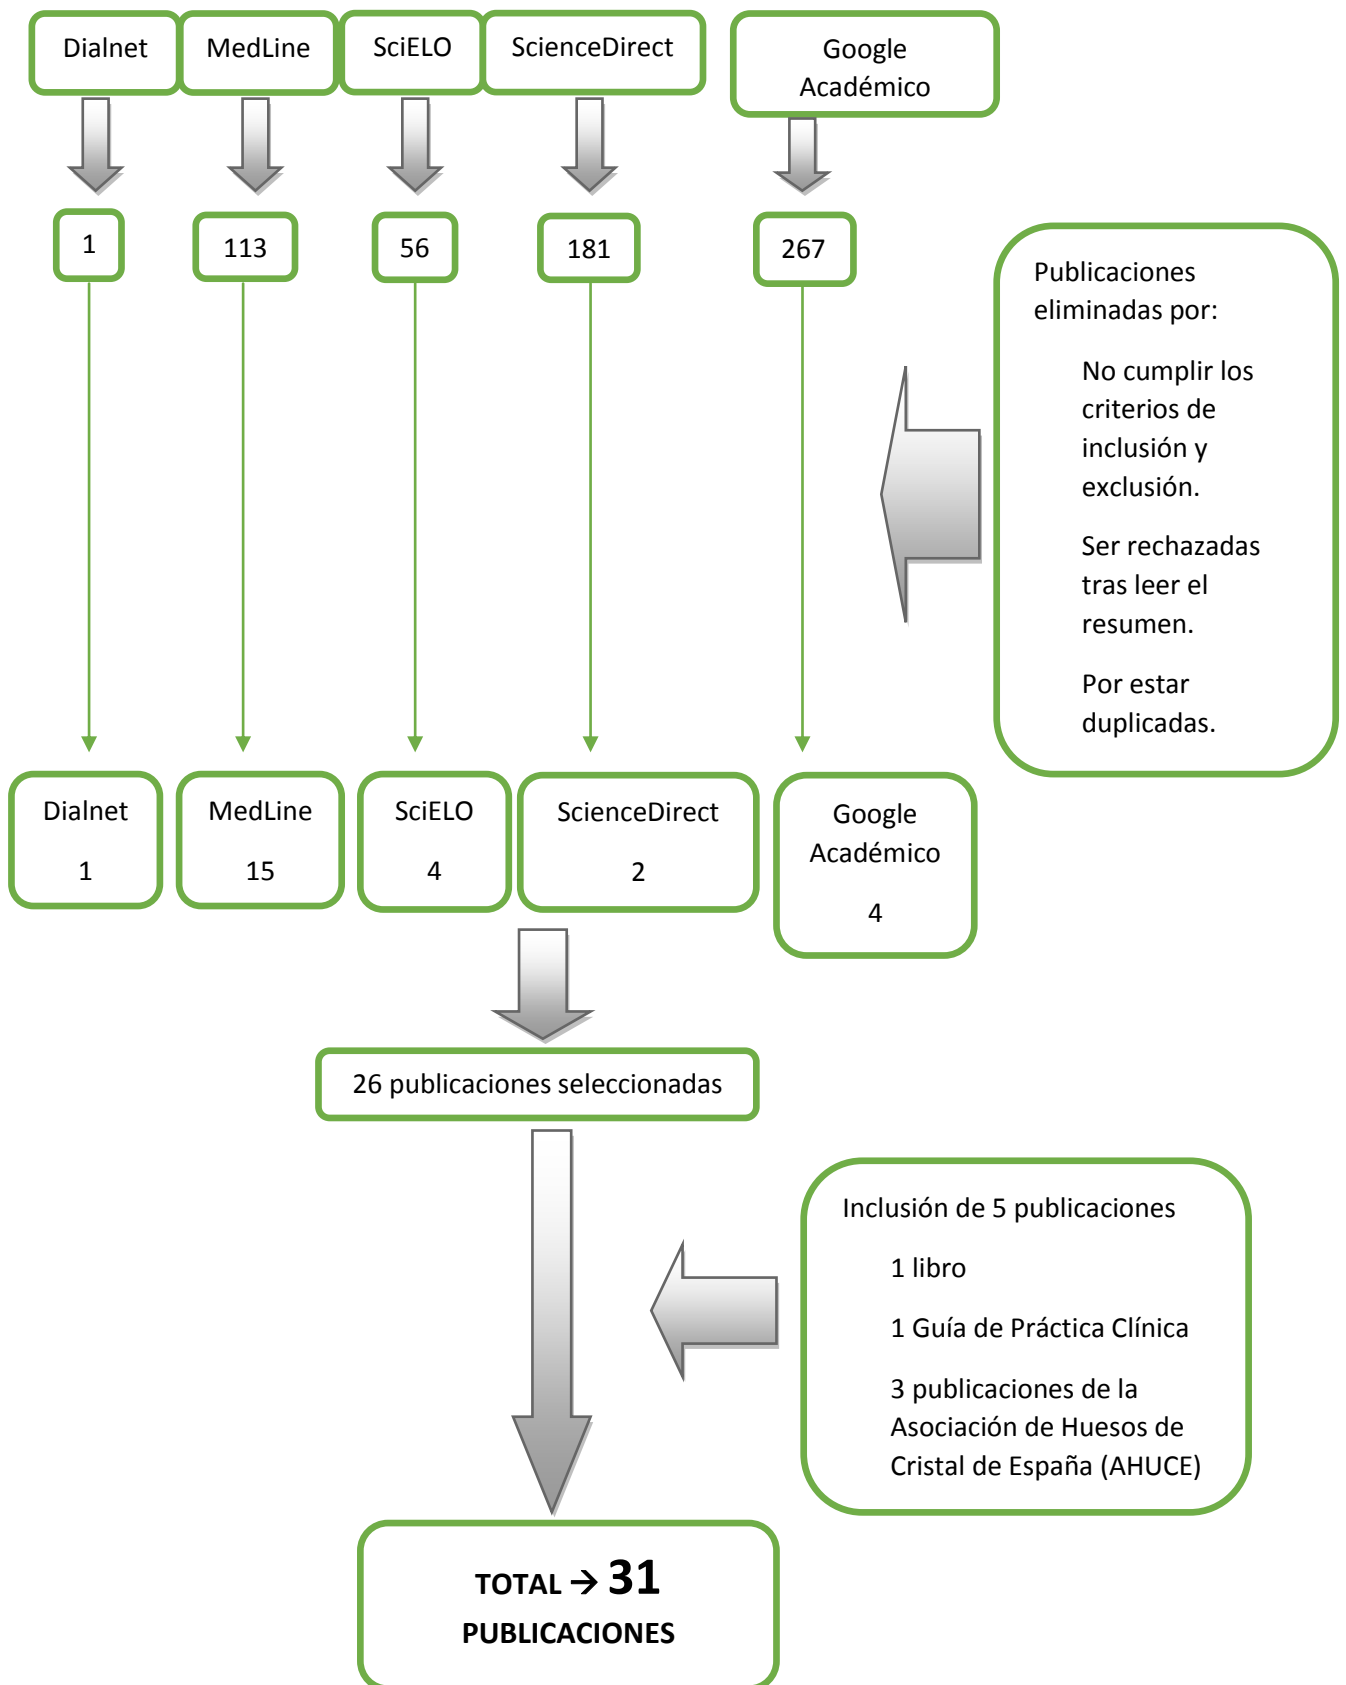 Dialnet
MedLine
SciELO
ScienceDirect
Google
Académico
1
113
56
181
267
Publicaciones
eliminadas por:
No cumplir los
criterios de
inclusión y
exclusión.
Ser rechazadas
tras leer el
resumen.
Por estar
duplicadas.
Dialnet
1
MedLine
15
SciELO
4
ScienceDirect
2
Google
Académico
4
26 publicaciones seleccionadas
Inclusión de 5 publicaciones
1 libro
1 Guía de Práctica Clínica
3 publicaciones de la
Asociación de Huesos de
Cristal de España (AHUCE)
TOTAL → 31
PUBLICACIONES